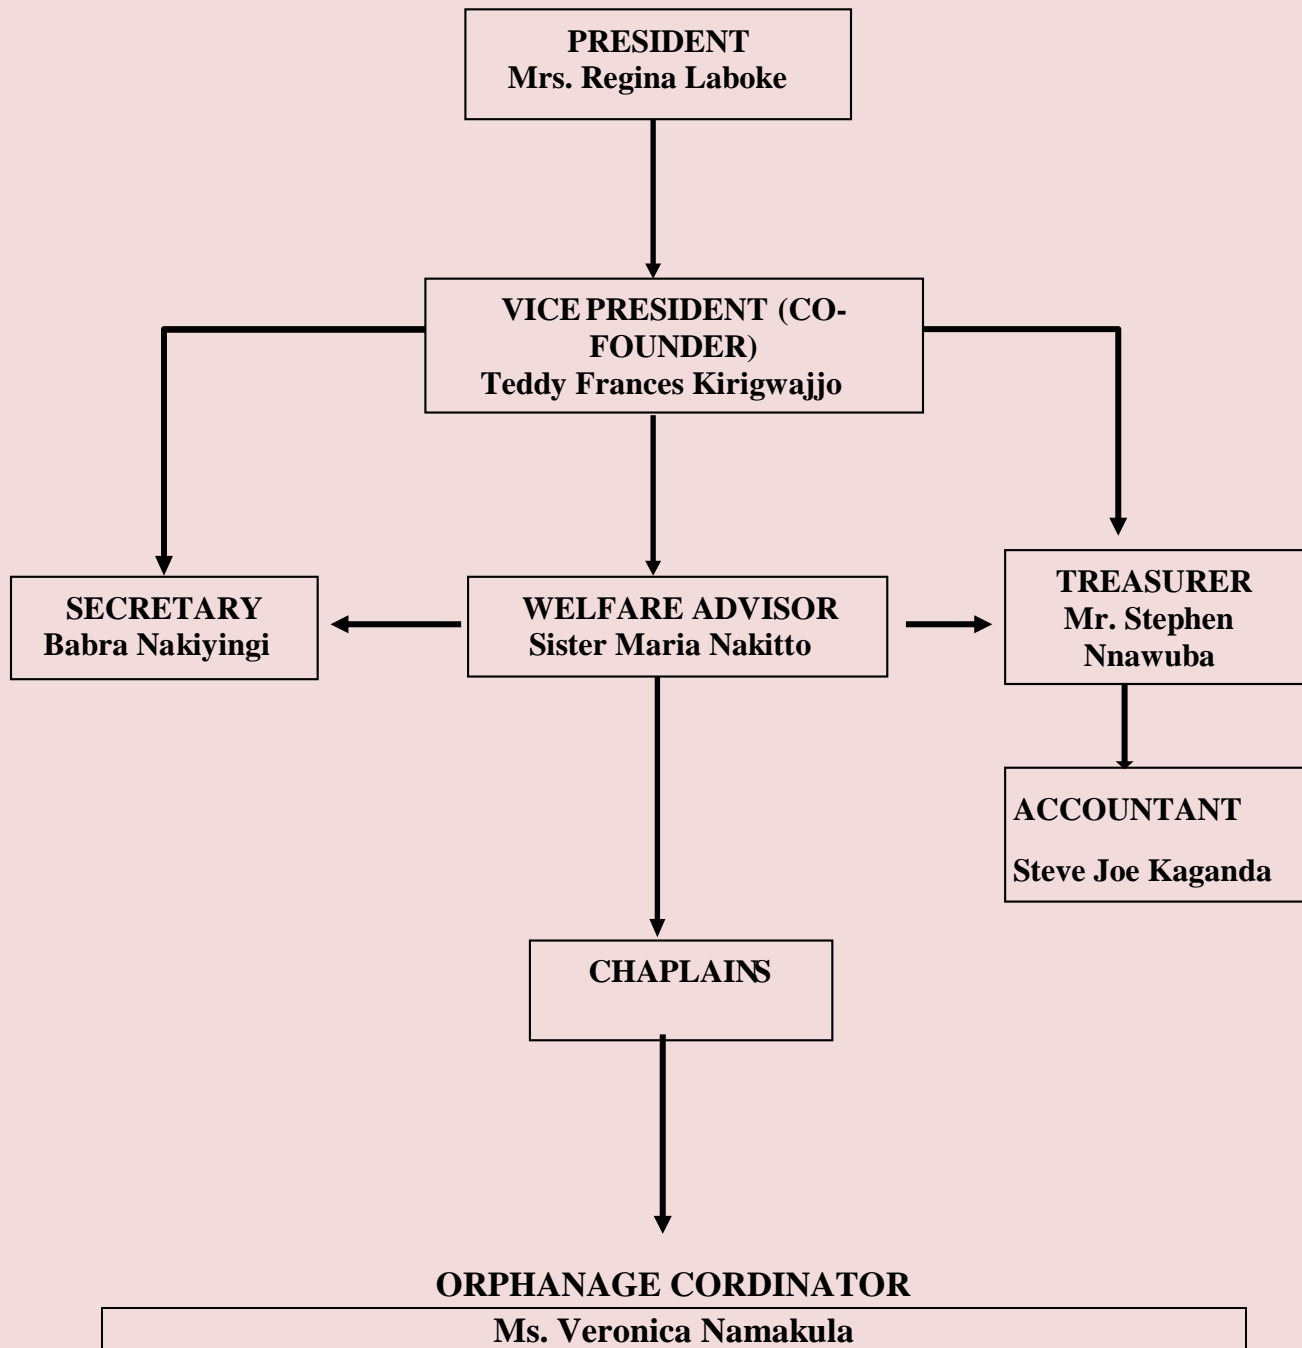 PRESIDENT
Mrs. Regina Laboke
VICE PRESIDENT (CO-
FOUNDER)
Teddy Frances Kirigwajjo
SECRETARY
Babra Nakiyingi
WELFARE ADVISOR
Sister Maria Nakitto
TREASURER
Mr. Stephen
Nnawuba
ACCOUNTANT
Steve Joe Kaganda
CHAPLAINS
ORPHANAGE CORDINATOR
Ms. Veronica Namakula